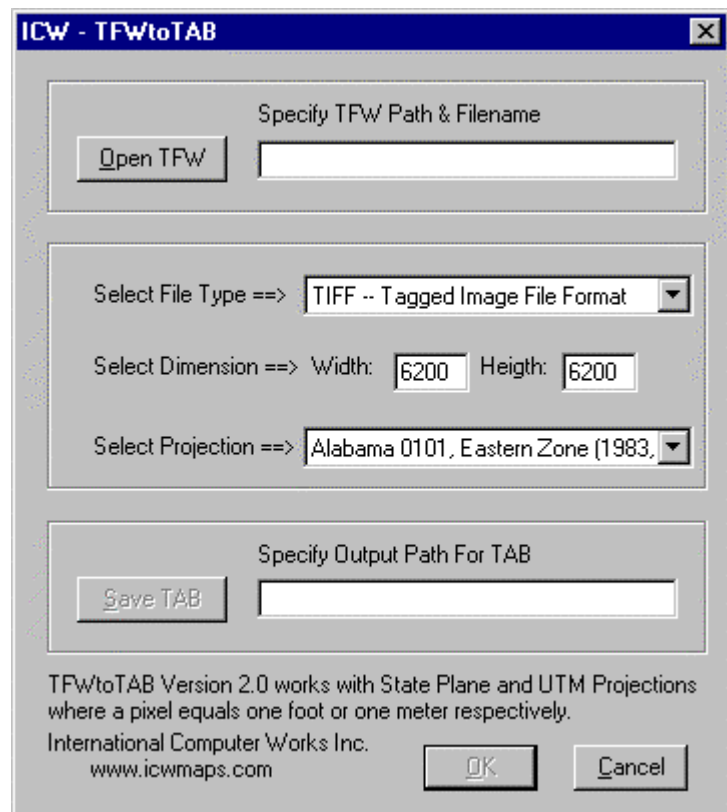 ICW - TFWtoTAB
Specify TFW Path & Filename
Open TFW
Select File Type ==> TIFF -- Tagged Image File Format
Select Dimension ==> Width: 6200 Heigth: 6200
Select Projection ==> Alabama 0101, Eastern Zone (1983,
Specify Output Path For TAB
Save TAB
TFWtoTAB Version 2.0 works with State Plane and UTM Projections
where a pixel equals one foot or one meter respectively.
International Computer Works Inc.
www.icwmaps.com
OK Cancel